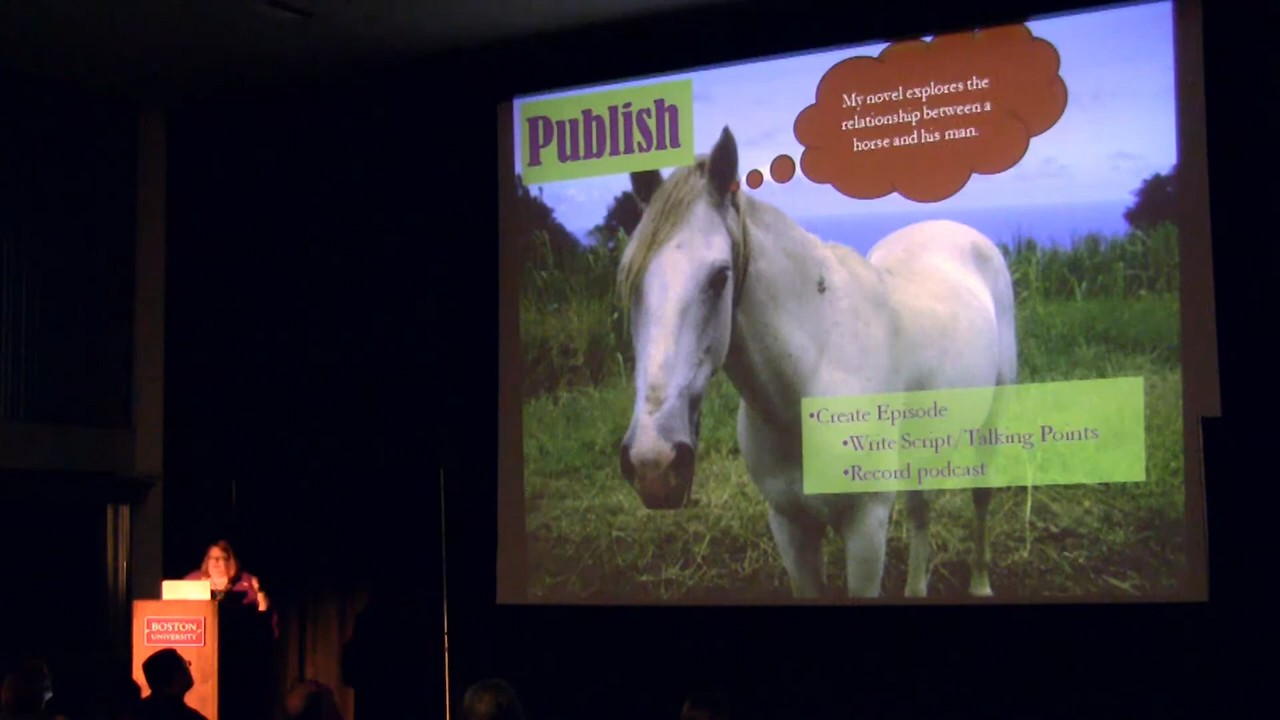 Publish
My novel explores the
relationship between a
horse and his man.
•Create Episode
•Write Script/Talking Points
•Record podcast
BOSTON
UNIVERSITY